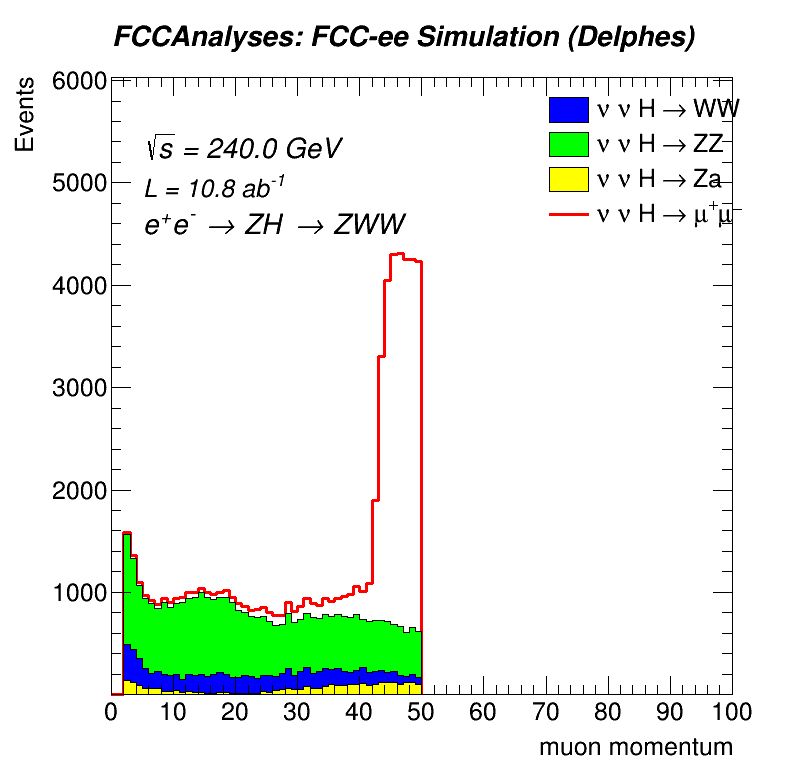 FCCAnalyses: FCC-ee Simulation (Delphes)
Events
6000
5000
4000
3000
2000
1000
√s = 240.0 GeV
L = 10.8 ab⁻¹
e⁺e⁻ → ZH → ZWW
ν ν H → WW
ν ν H → ZZ
ν ν H → Za
ν ν H → μ⁺μ⁻
0 10 20 30 40 50 60 70 80 90 100
muon momentum